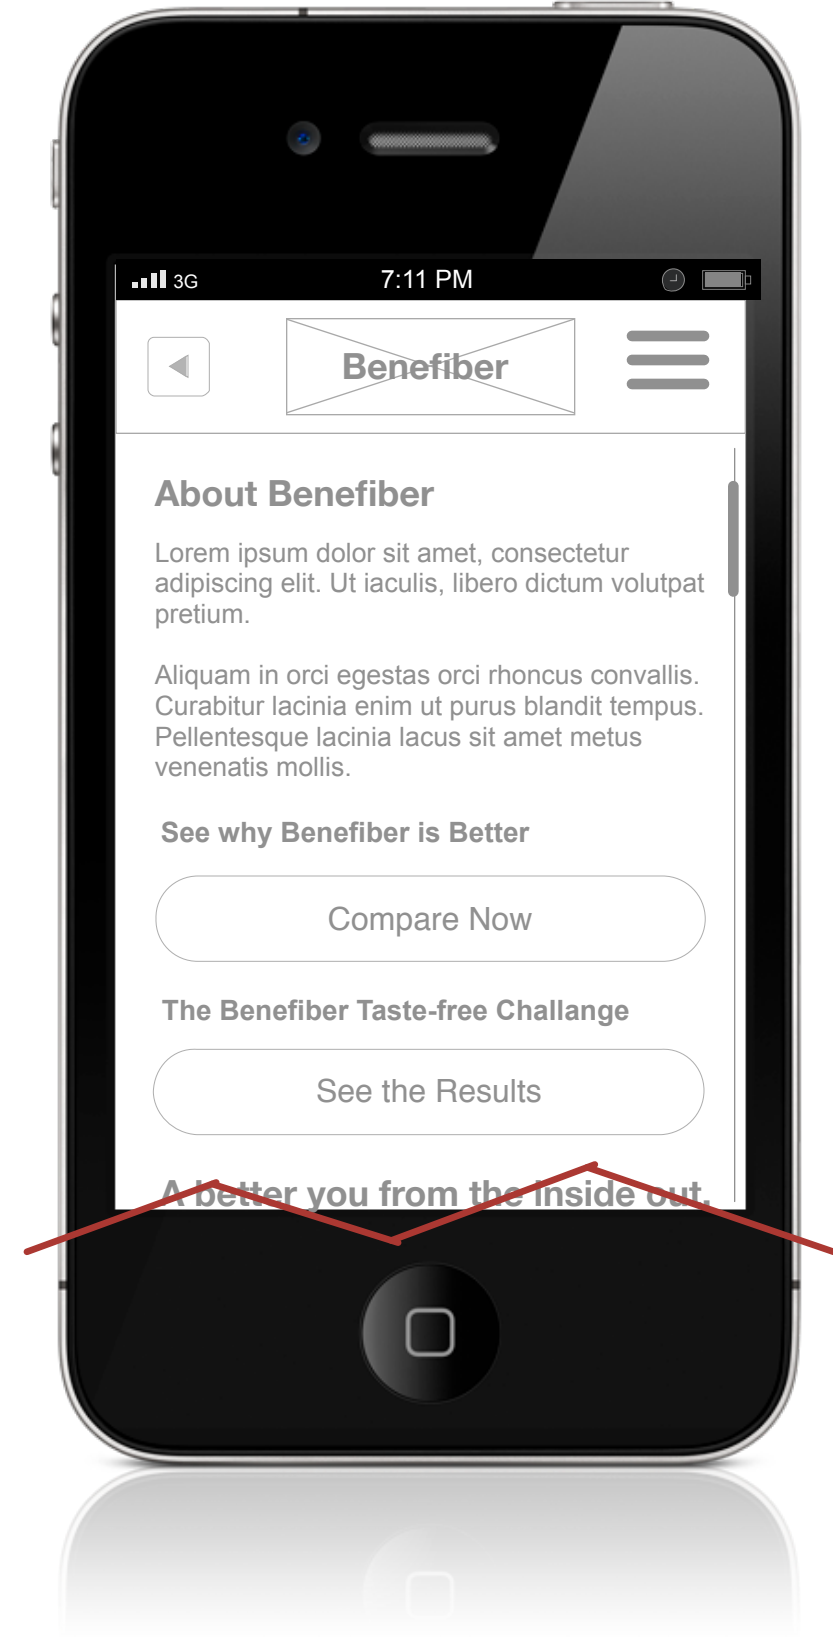 3G 7:11 PM
Benefiber
About Benefiber
Lorem ipsum dolor sit amet, consectetur
adipiscing elit. Ut iaculis, libero dictum volutpat
pretium.
Aliquam in orci egestas orci rhoncus convallis.
Curabitur lacinia enim ut purus blandit tempus.
Pellentesque lacinia lacus sit amet metus
venenatis mollis.
See why Benefiber is Better
Compare Now
The Benefiber Taste-free Challange
See the Results
A better you from the inside out.